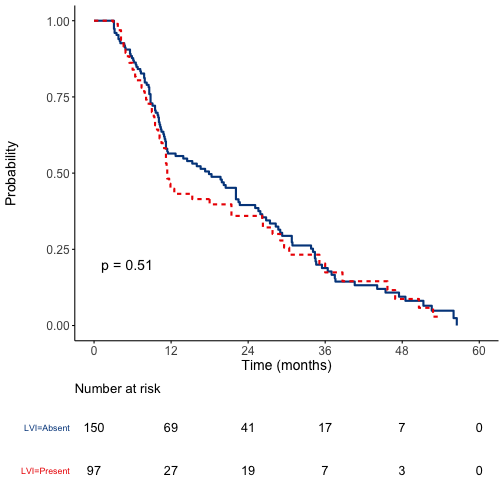 1.00
0.75
0.50
0.25
0.00
Probability
p = 0.51
0 12 24 36 48 60
Time (months)
Number at risk
LVI=Absent 150 69 41 17 7 0
LVI=Present 97 27 19 7 3 0